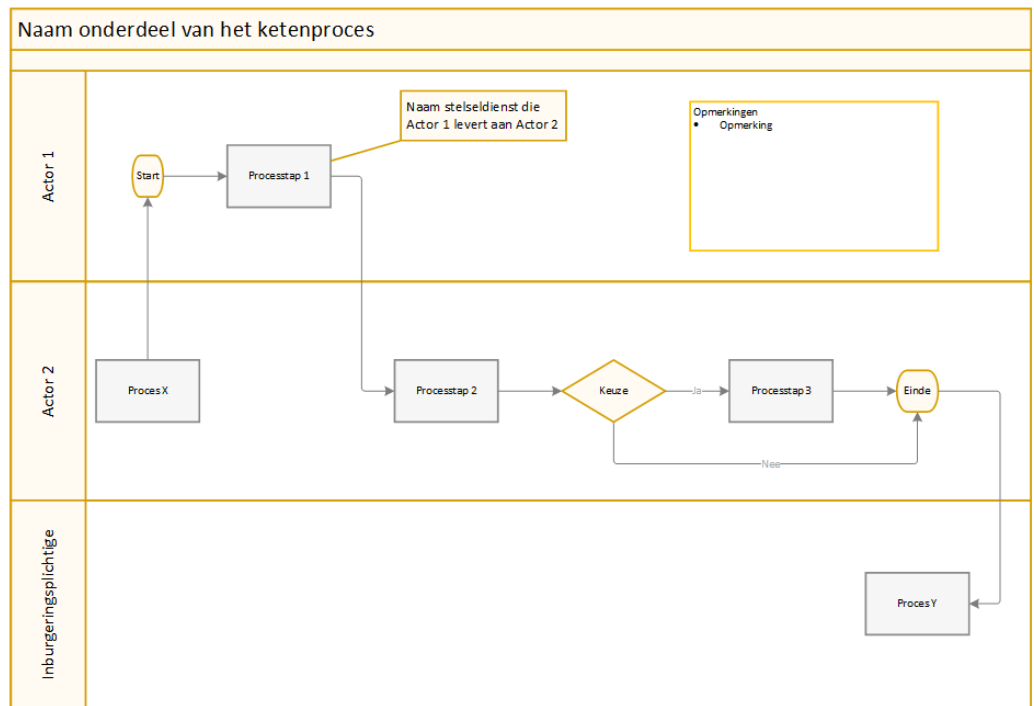 Naam onderdeel van het ketenproces
Actor 1
Naam stelseldienst die
Actor 1 levert aan Actor 2
Opmerkingen
• Opmerking
Start
Processtap 1
Actor 2
Proces X
Processtap 2
Keuze
Ja
Processtap 3
Einde
Nee
Inburgeringsplichtige
Proces Y